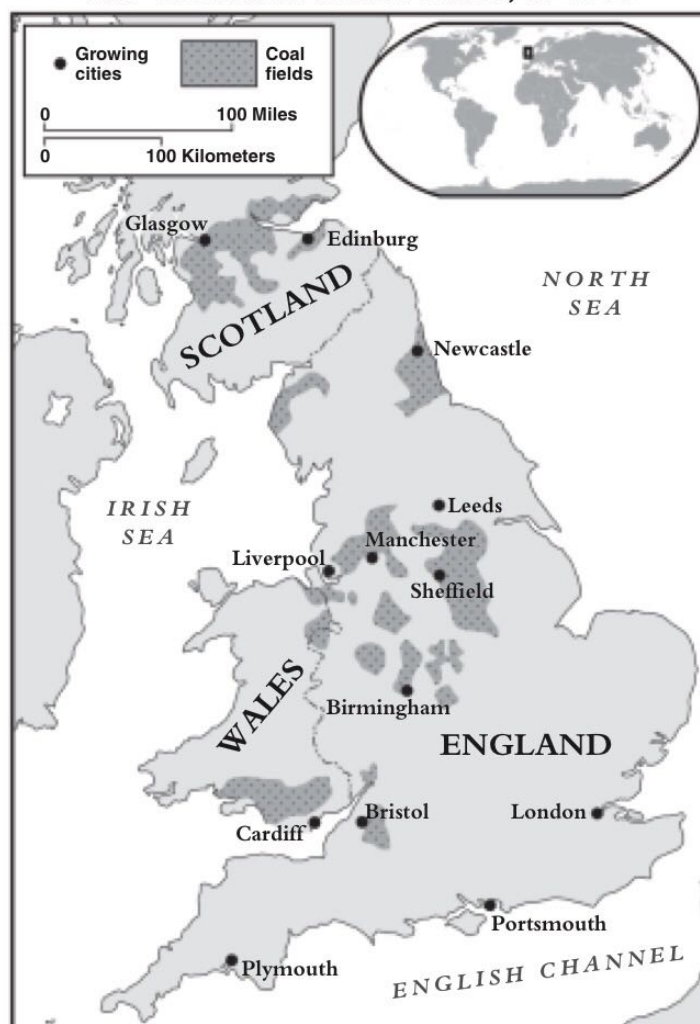 Growing
cities
Coal
fields
0
100 Miles
0
100 Kilometers
Glasgow
Edinburg
NORTH
SEA
SCOTLAND
Newcastle
IRISH
SEA
Leeds
Manchester
Liverpool
Sheffield
WALES
Birmingham
ENGLAND
Bristol
London
Cardiff
Portsmouth
Plymouth
ENGLISH CHANNEL